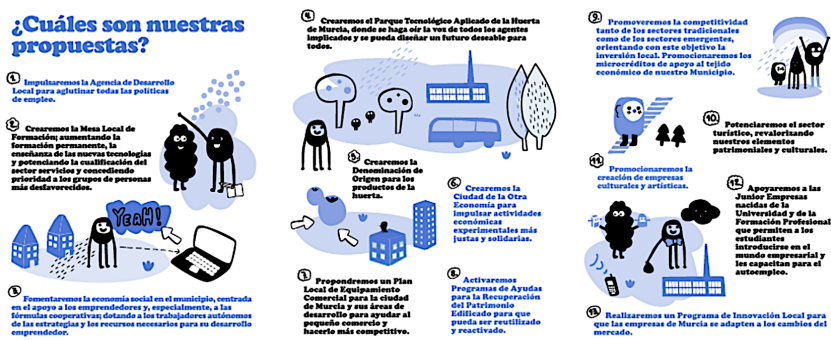 ¿Cuáles son nuestras
propuestas?
1. Impulsaremos la Agencia de Desarrollo
Local para aglutinar todas las políticas
de empleo.
2. Crearemos la Mesa Local de
Formación; aumentando la
formación permanente, la
enseñanza de las nuevas tecnologías
y potenciando la cualificación del
sector servicios y concediendo
prioridad a los grupos de personas
más desfavorecidos.
YEAH!
3. Fomentaremos la economía social en el municipio, centrada
en el apoyo a los emprendedores y, especialmente, a las
fórmulas cooperativas; dotando a los trabajadores autónomos
de las estrategias y los recursos necesarios para su desarrollo
emprendedor.
4. Crearemos el Parque Tecnológico Aplicado de la Huerta
de Murcia, donde se haga oír la voz de todos los agentes
implicados y se pueda diseñar un futuro deseable para
todos.
5. Crearemos la
Denominación de
Origen para los
productos de la
huerta.
6. Crearemos la
Ciudad de la Otra
Economía para
impulsar actividades
económicas
experimentales más
justas y solidarias.
7. Propondremos un Plan
Local de Equipamiento
Comercial para la ciudad
de Murcia y sus áreas de
desarrollo para ayudar al
pequeño comercio y
hacerlo más competitivo.
8. Activaremos
Programas de Ayudas
para la Recuperación
del Patrimonio
Edificado para que
pueda ser reutilizado
y reactivado.
9. Promoveremos la competitividad
tanto de los sectores tradicionales
como de los sectores emergentes,
orientando con este objetivo la
inversión local. Promocionaremos los
microcréditos de apoyo al tejido
económico de nuestro Municipio.
10. Potenciaremos el sector
turístico, revalorizando
nuestros elementos
patrimoniales y culturales.
11. Promocionaremos la
creación de empresas
culturales y artísticas.
12. Apoyaremos a las
Junior Empresas
nacidas de la
Universidad y de la
Formación Profesional
que permiten a los
estudiantes
introducirse en el
mundo empresarial y
les capacitan para el
autoempleo.
13. Realizaremos un Programa de Innovación Local para
que las empresas de Murcia se adapten a los cambios del
mercado.